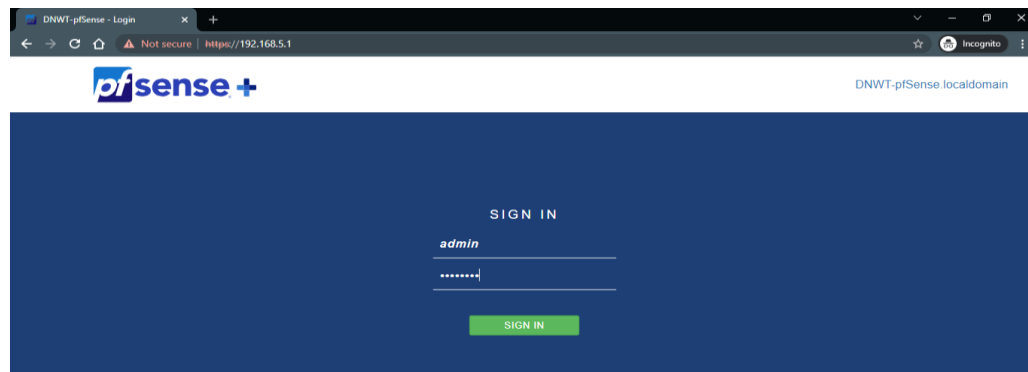 DNWT-pfSense - Login
Not secure | https://192.168.5.1
Incognito
pfsense +
DNWT-pfSense.localdomain
SIGN IN
admin
••••••••
SIGN IN